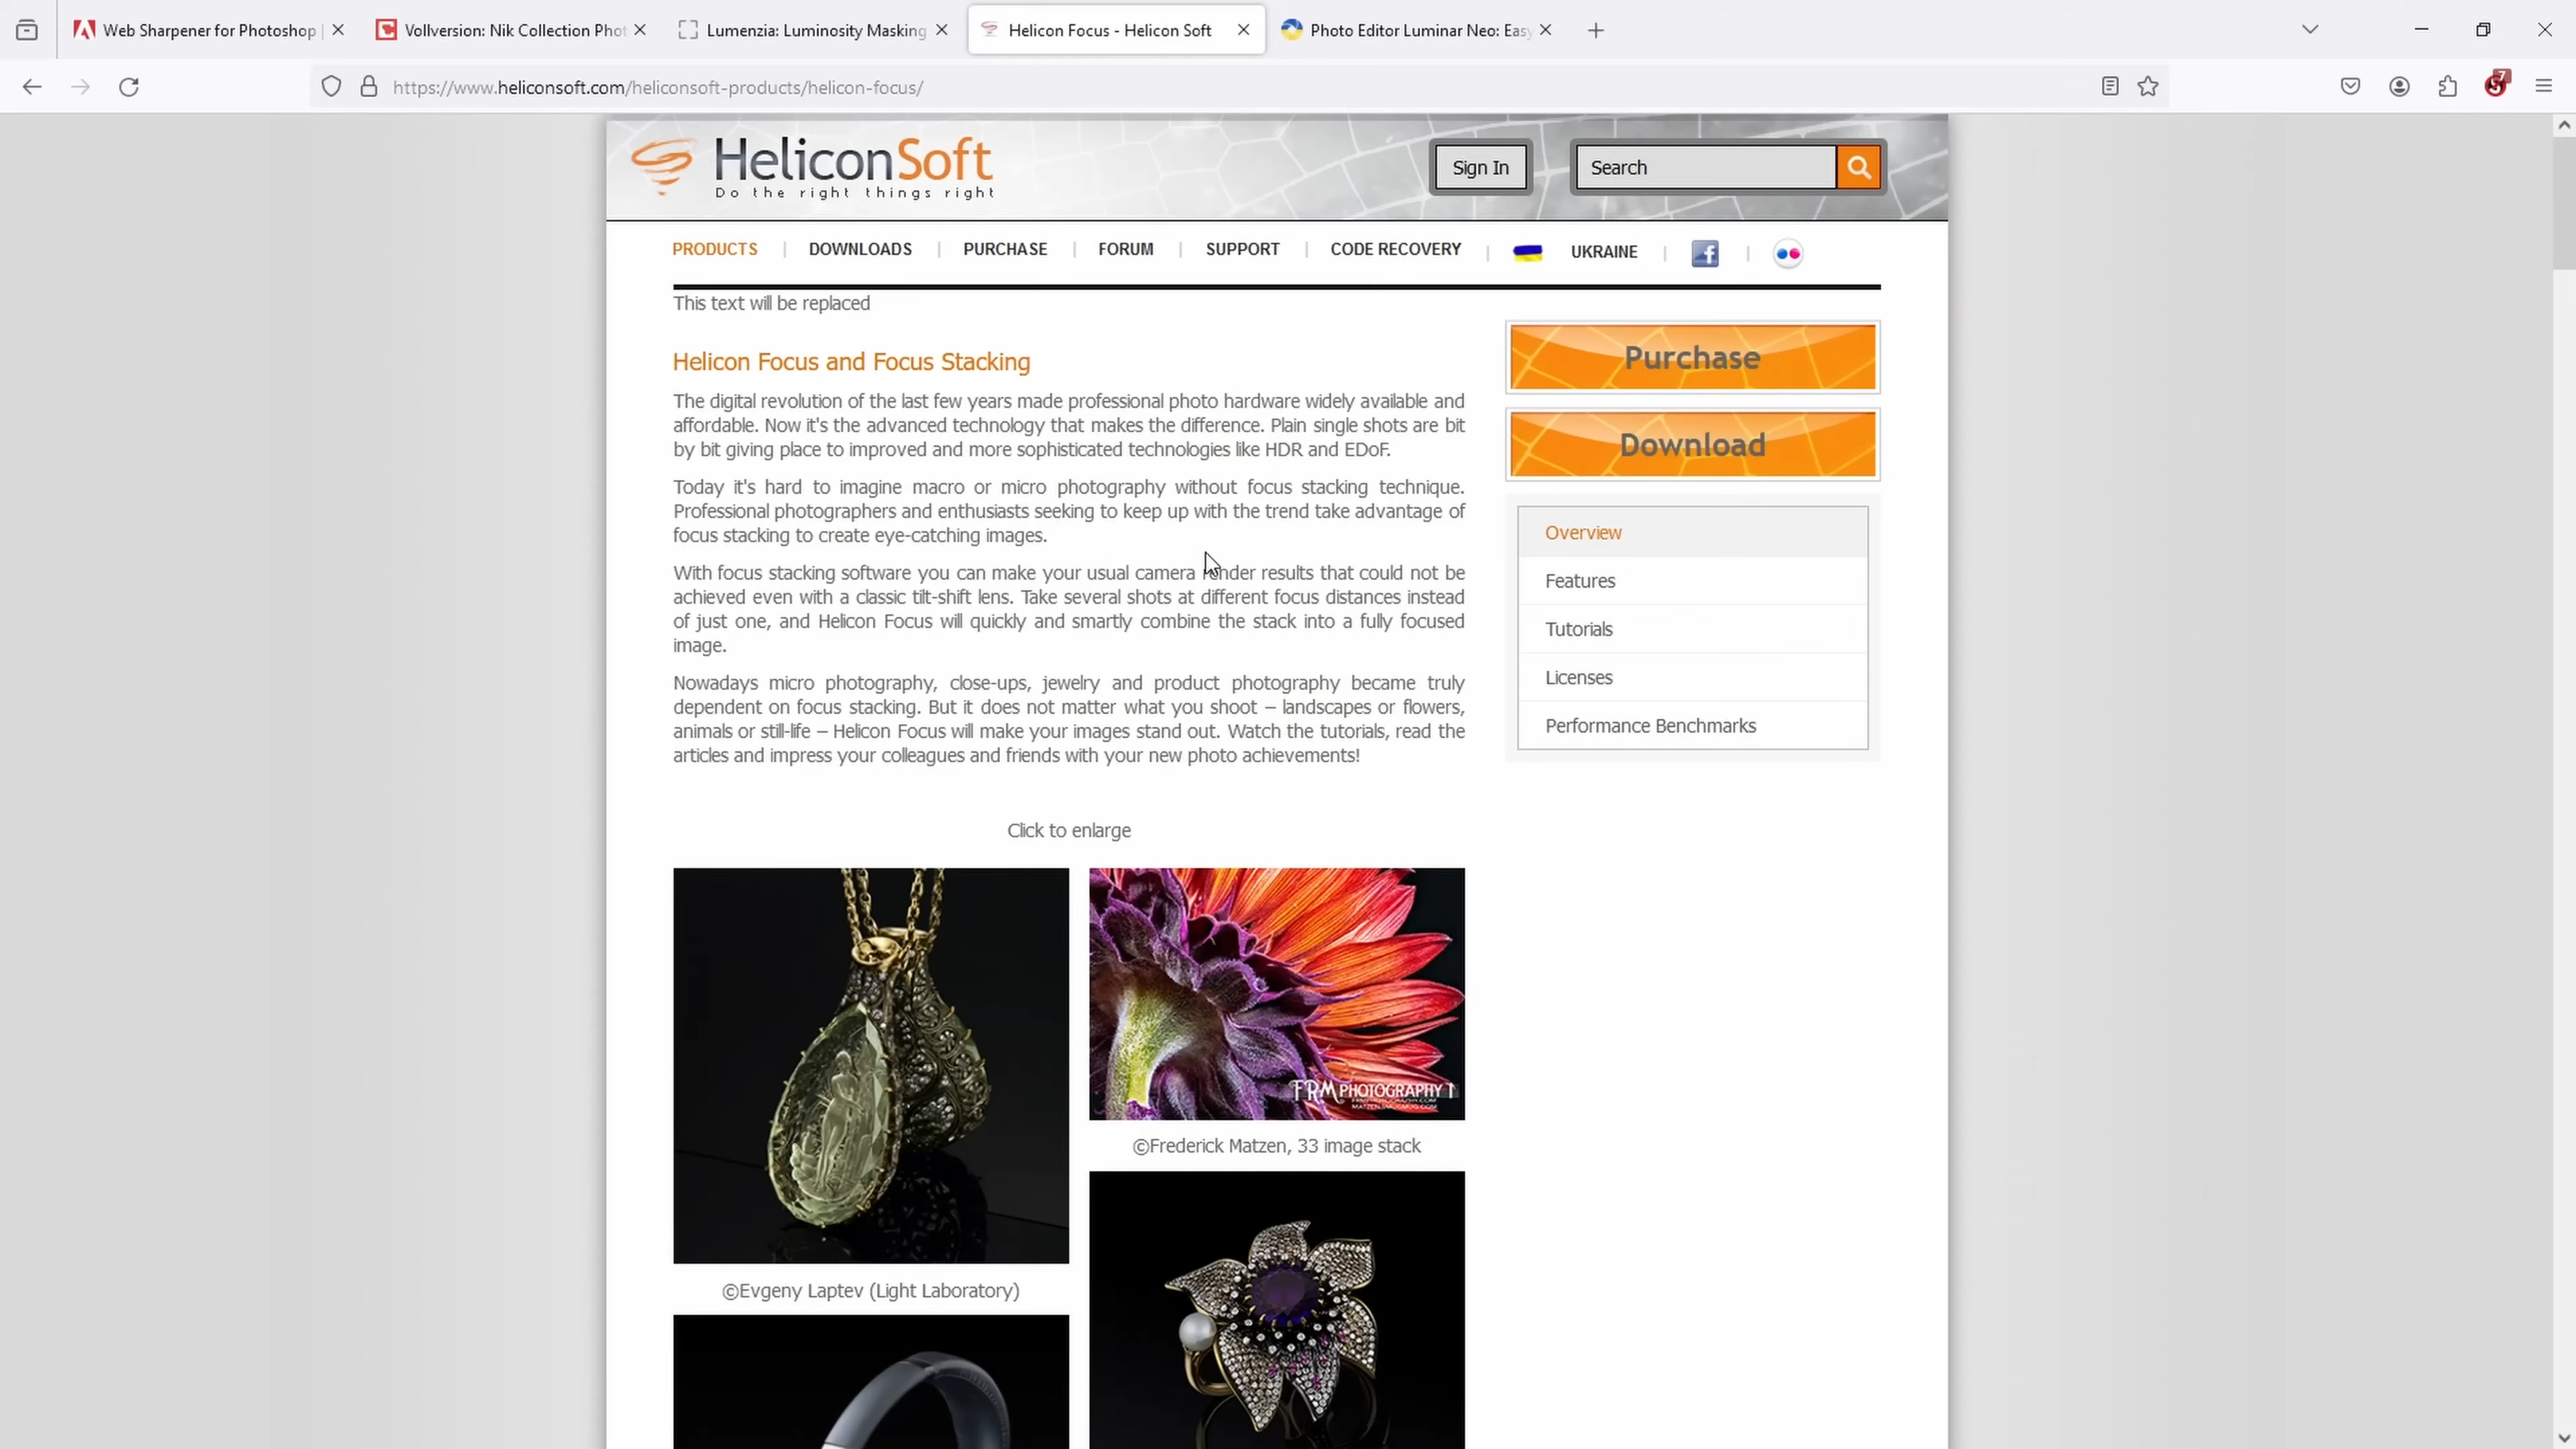 Web Sharpener for Photoshop
Vollversion: Nik Collection Phot
Lumenzia: Luminosity Masking
Helicon Focus - Helicon Soft
Photo Editor Luminar Neo: Easy
https://www.heliconsoft.com/heliconsoft-products/helicon-focus/
7
HeliconSoft
Do the right things right
Sign In
Search
PRODUCTS | DOWNLOADS | PURCHASE | FORUM | SUPPORT | CODE RECOVERY | UKRAINE | f |
This text will be replaced
Helicon Focus and Focus Stacking
The digital revolution of the last few years made professional photo hardware widely available and
affordable. Now it's the advanced technology that makes the difference. Plain single shots are bit
by bit giving place to improved and more sophisticated technologies like HDR and EDoF.
Today it's hard to imagine macro or micro photography without focus stacking technique.
Professional photographers and enthusiasts seeking to keep up with the trend take advantage of
focus stacking to create eye-catching images.
With focus stacking software you can make your usual camera render results that could not be
achieved even with a classic tilt-shift lens. Take several shots at different focus distances instead
of just one, and Helicon Focus will quickly and smartly combine the stack into a fully focused
image.
Nowadays micro photography, close-ups, jewelry and product photography became truly
dependent on focus stacking. But it does not matter what you shoot – landscapes or flowers,
animals or still-life – Helicon Focus will make your images stand out. Watch the tutorials, read the
articles and impress your colleagues and friends with your new photo achievements!
Purchase
Download
Overview
Features
Tutorials
Licenses
Performance Benchmarks
Click to enlarge
FRM PHOTOGRAPHY
©Frederick Matzen, 33 image stack
©Evgeny Laptev (Light Laboratory)